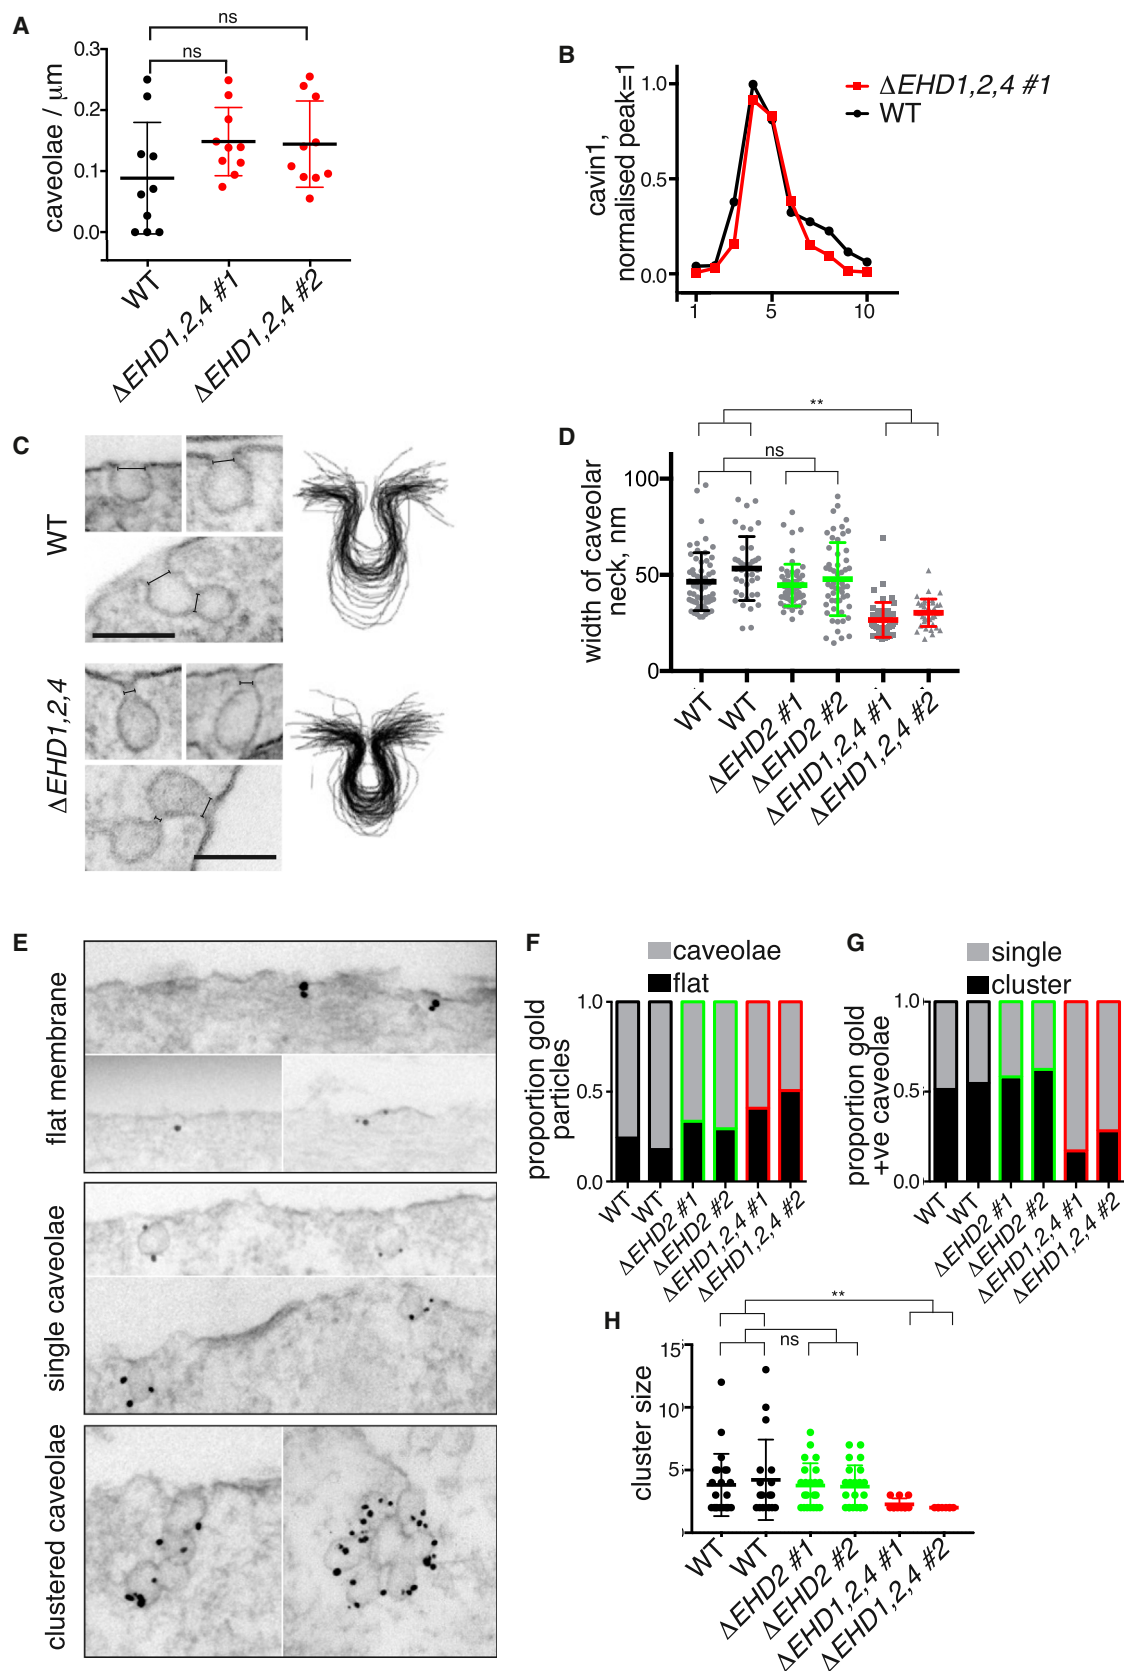 A
ns
ns
0.3
0.2
0.1
0.0
caveolae / μm
WT
ΔEHD1,2,4 #1
ΔEHD1,2,4 #2
B
cavin1,
normalised peak=1
1.0
0.5
0.0
1
5
10
ΔEHD1,2,4 #1
WT
C
WT
ΔEHD1,2,4
D
**
ns
width of caveolar
neck, nm
100
50
0
WT
WT
ΔEHD2 #1
ΔEHD2 #2
ΔEHD1,2,4 #1
ΔEHD1,2,4 #2
E
flat membrane
single caveolae
clustered caveolae
F
caveolae
flat
proportion gold
particles
1.0
0.5
0.0
WT
WT
ΔEHD2 #1
ΔEHD2 #2
ΔEHD1,2,4 #1
ΔEHD1,2,4 #2
G
single
cluster
proportion gold
+ve caveolae
1.0
0.5
0.0
WT
WT
ΔEHD2 #1
ΔEHD2 #2
ΔEHD1,2,4 #1
ΔEHD1,2,4 #2
H
**
ns
cluster size
15
10
5
WT
WT
ΔEHD2 #1
ΔEHD2 #2
ΔEHD1,2,4 #1
ΔEHD1,2,4 #2